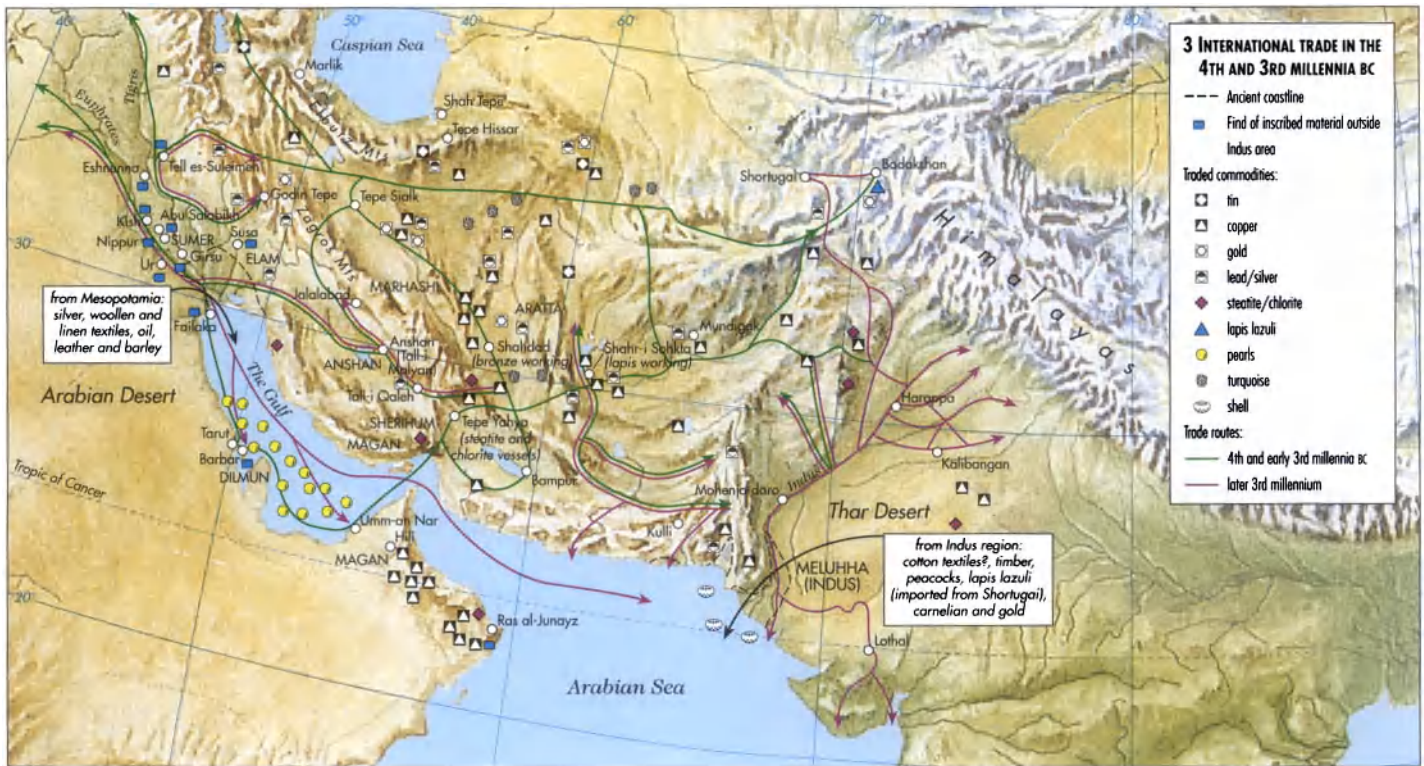 40°
50
40
60
70
80
Caspian Sea
Marlik
Tigris
Euphrates
Elburz Mts
Shah Tepe
Tepe Hissar
Eshnunna
Tell es-Suleimeh
Godin Tepe
Tepe Sialk
Shortugai
Badakshan
Himalayas
Kish
Abu Salabikh
Zagros Mts
Nippur
SUMER
Susa
30
Girsu
ELAM
Ur
from Mesopotamia:
silver, woollen and
linen textiles, oil,
leather and barley
Failaka
Jalalabad
MARHASHI
ARATTA
Mundigak
Anshan
(Tall-i
Malyan)
ANSHAN
Shahdad
(bronze working)
Shahr-i Sohkta
(lapis working)
Arabian Desert
The Gulf
Tall-i
Qaleh
Harappa
SHERIHUM
MAGAN
Tepe Yahya
(steatite and
chlorite vessels)
Tarut
Barbar
DILMUN
Bampur
Kalibangan
Tropic of Cancer
Mohenjo-daro
Indus
Thar Desert
Umm-an Nar
Hili
MAGAN
Kulli
20°
MELUHHA
(INDUS)
from Indus region:
cotton textiles?, timber,
peacocks, lapis lazuli
(imported from Shortugai),
carnelian and gold
Ras al-Junayz
Lothal
Arabian Sea
3 INTERNATIONAL TRADE IN THE
4TH AND 3RD MILLENNIA BC
Ancient coastline
Find of inscribed material outside
Indus area
Traded commodities:
tin
copper
gold
lead/silver
steatite/chlorite
lapis lazuli
pearls
turquoise
shell
Trade routes:
4th and early 3rd millennia BC
later 3rd millennium